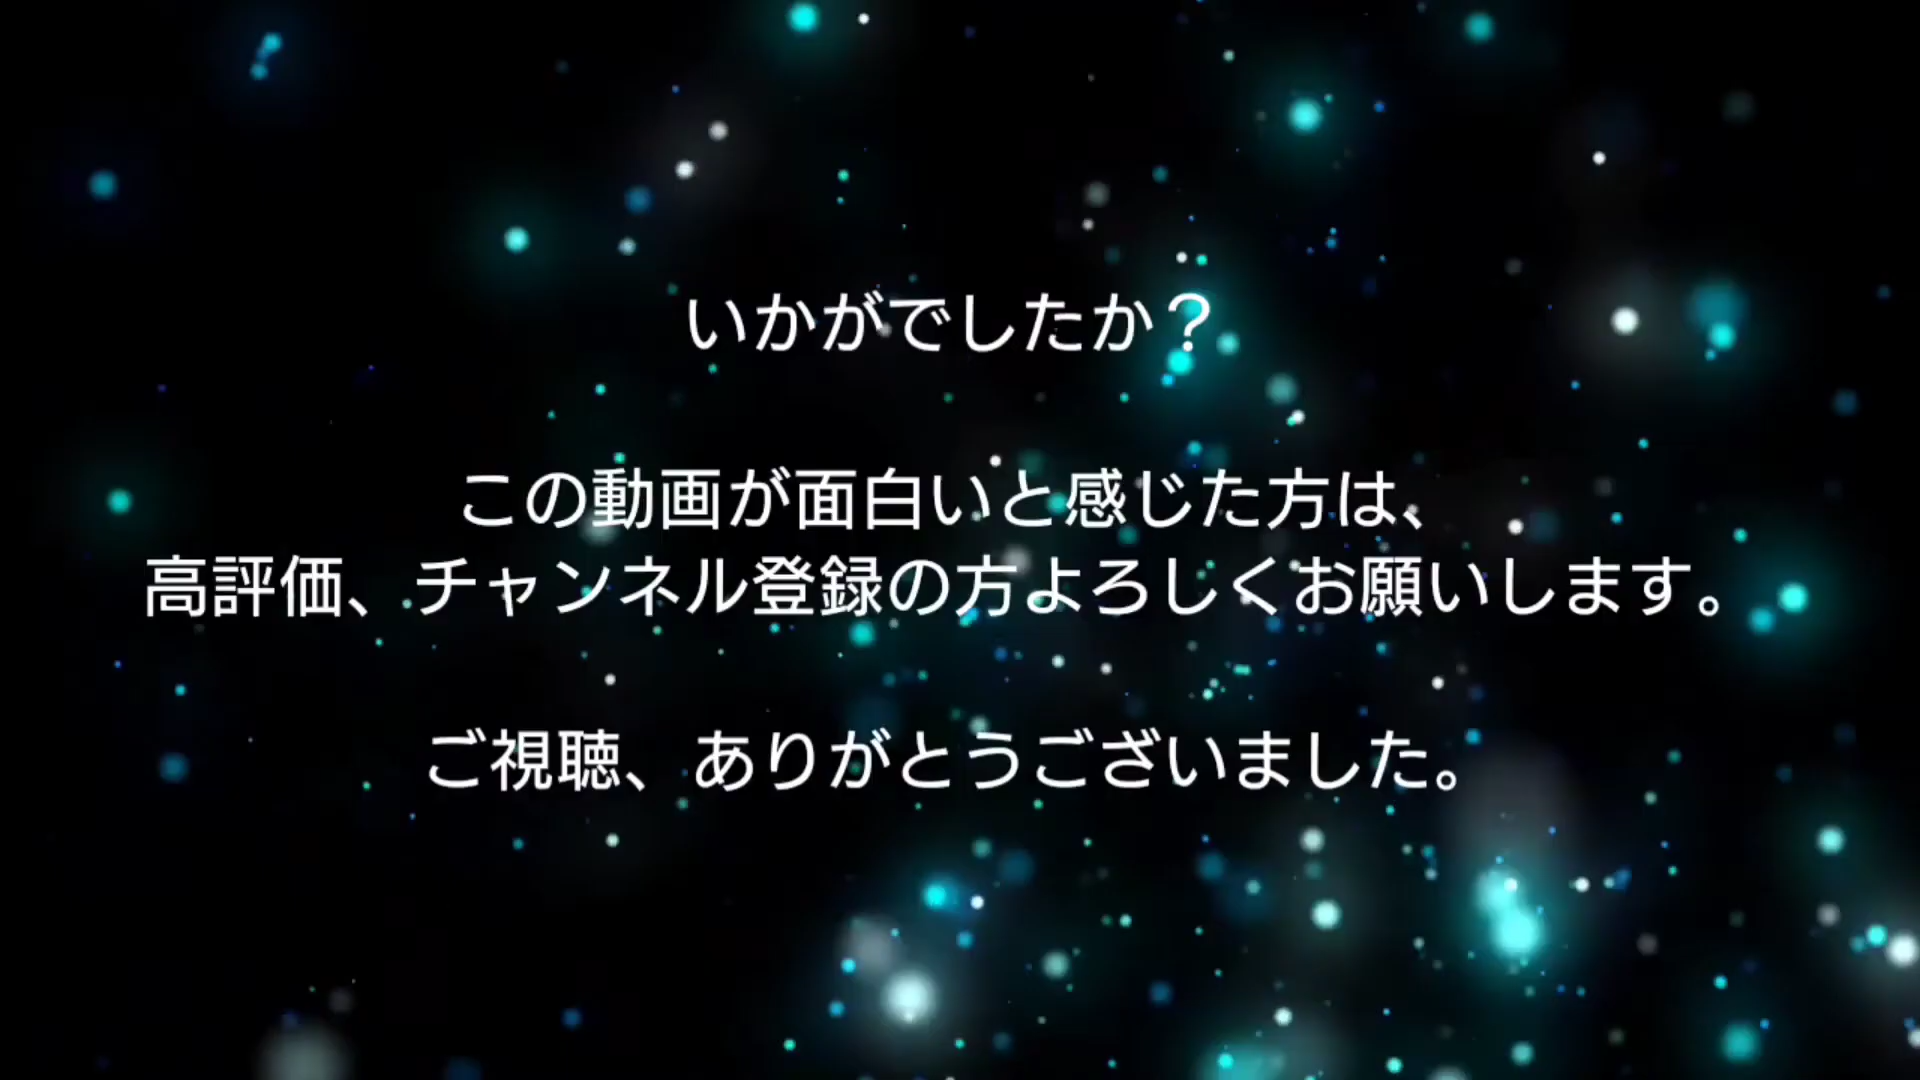 いかがでしたか？
この動画が面白いと感じた方は、
高評価、チャンネル登録の方よろしくお願いします。
ご視聴、ありがとうございました。